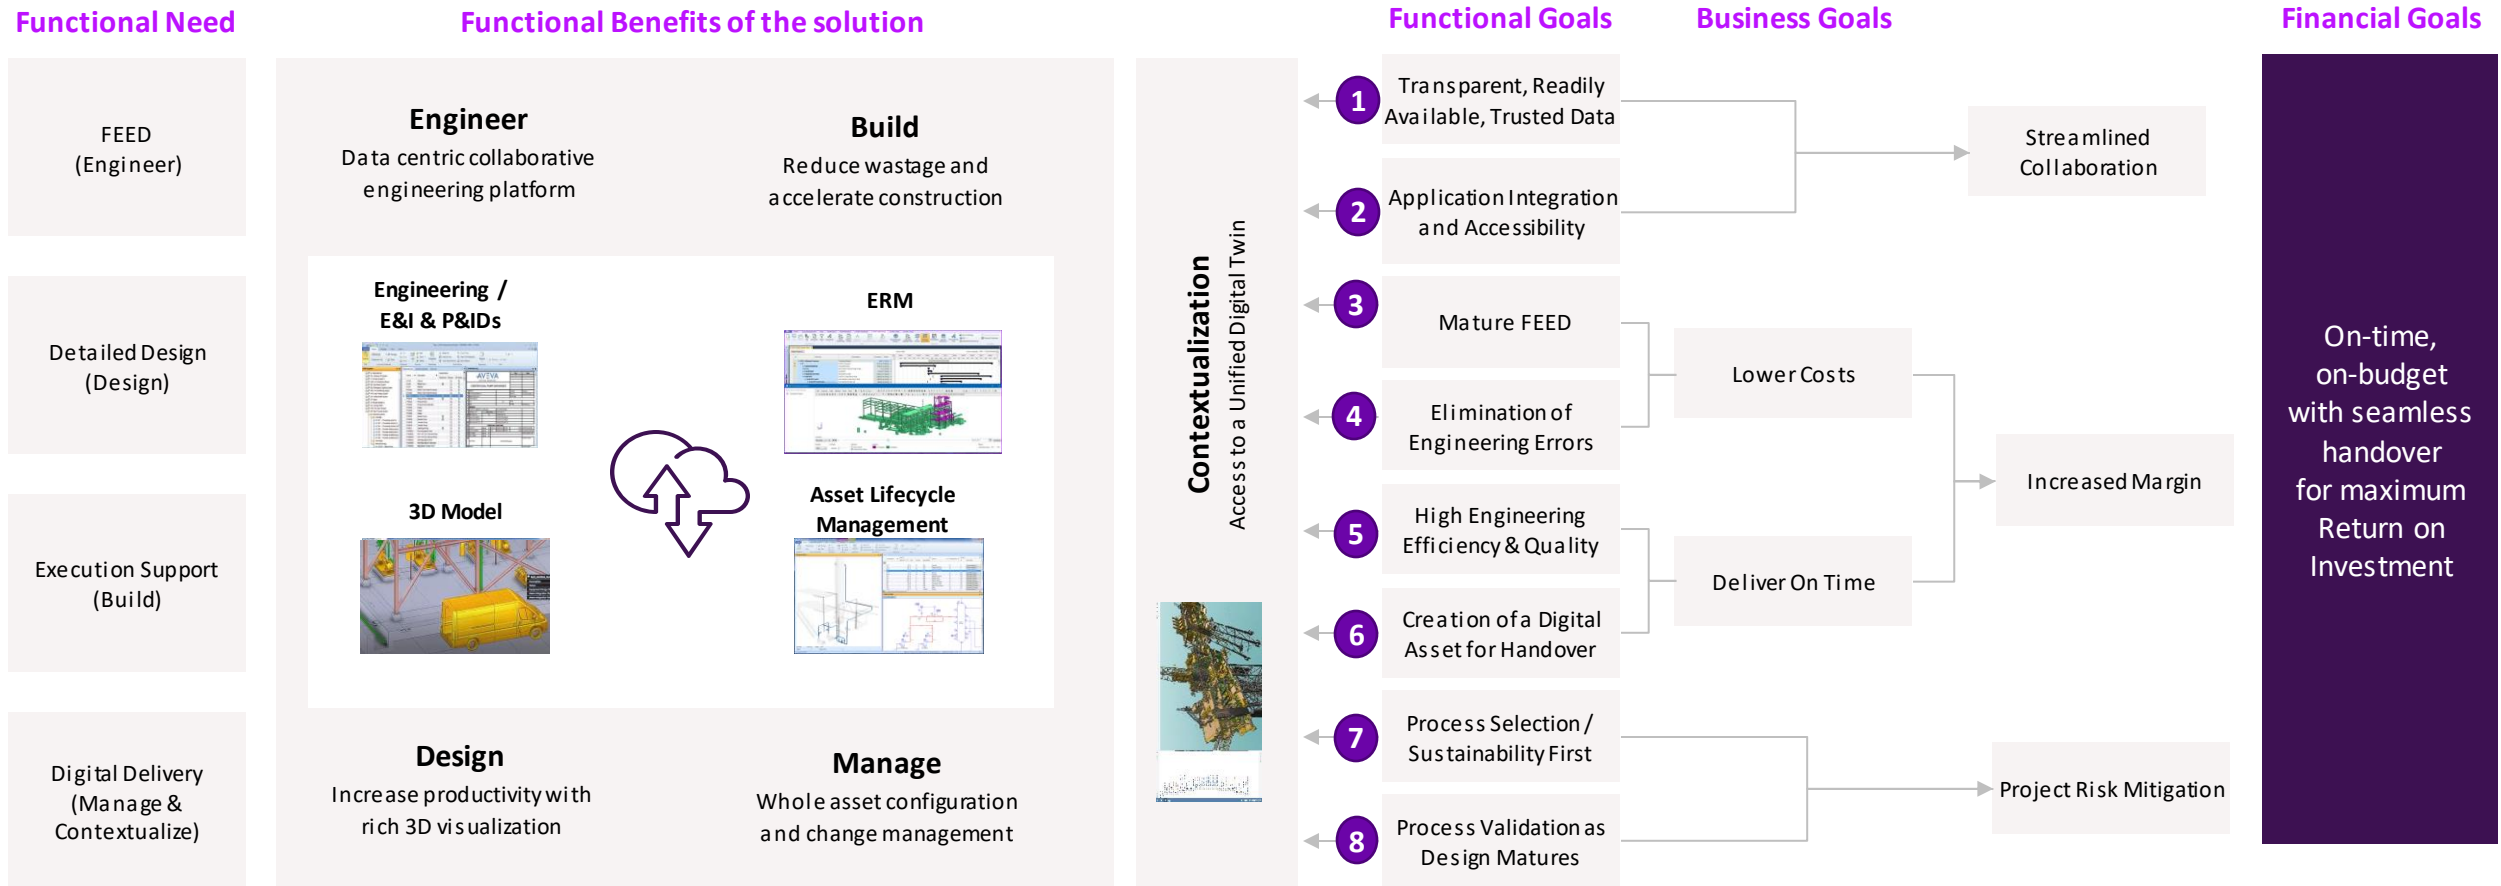 Functional Need
Functional Benefits of the solution
Functional Goals
Business Goals
Financial Goals
FEED
(Engineer)
Detailed Design
(Design)
Execution Support
(Build)
Digital Delivery
(Manage &
Contextualize)
Engineer
Data centric collaborative
engineering platform
Build
Reduce wastage and
accelerate construction
Engineering /
E&I & P&IDs
ERM
AVEVA
3D Model
Asset Lifecycle
Management
Design
Increase productivity with
rich 3D visualization
Manage
Whole asset configuration
and change management
Contextualization
Access to a Unified Digital Twin
1
Transparent, Readily
Available, Trusted Data
2
Application Integration
and Accessibility
3
Mature FEED
4
Elimination of
Engineering Errors
5
High Engineering
Efficiency & Quality
6
Creation of a Digital
Asset for Handover
7
Process Selection /
Sustainability First
8
Process Validation as
Design Matures
Streamlined
Collaboration
Lower Costs
Deliver On Time
Increased Margin
Project Risk Mitigation
On-time,
on-budget
with seamless
handover
for maximum
Return on
Investment